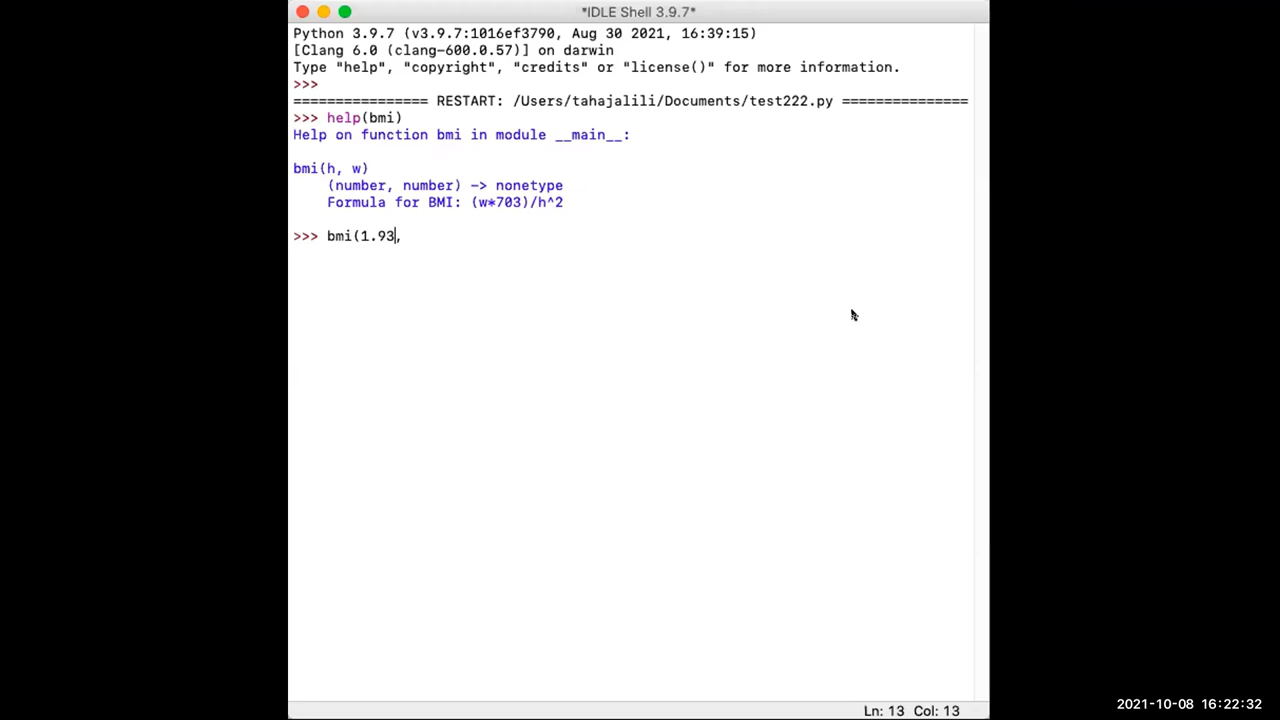 *IDLE Shell 3.9.7*
Python 3.9.7 (v3.9.7:1016ef3790, Aug 30 2021, 16:39:15)
[Clang 6.0 (clang-600.0.57)] on darwin
Type "help", "copyright", "credits" or "license()" for more information.
>>>
================ RESTART: /Users/tahajalili/Documents/test222.py ===============
>>> help(bmi)
Help on function bmi in module __main__:
bmi(h, w)
(number, number) -> nonetype
Formula for BMI: (w*703)/h^2
>>> bmi(1.93,
Ln: 13 Col: 13
2021-10-08 16:22:32